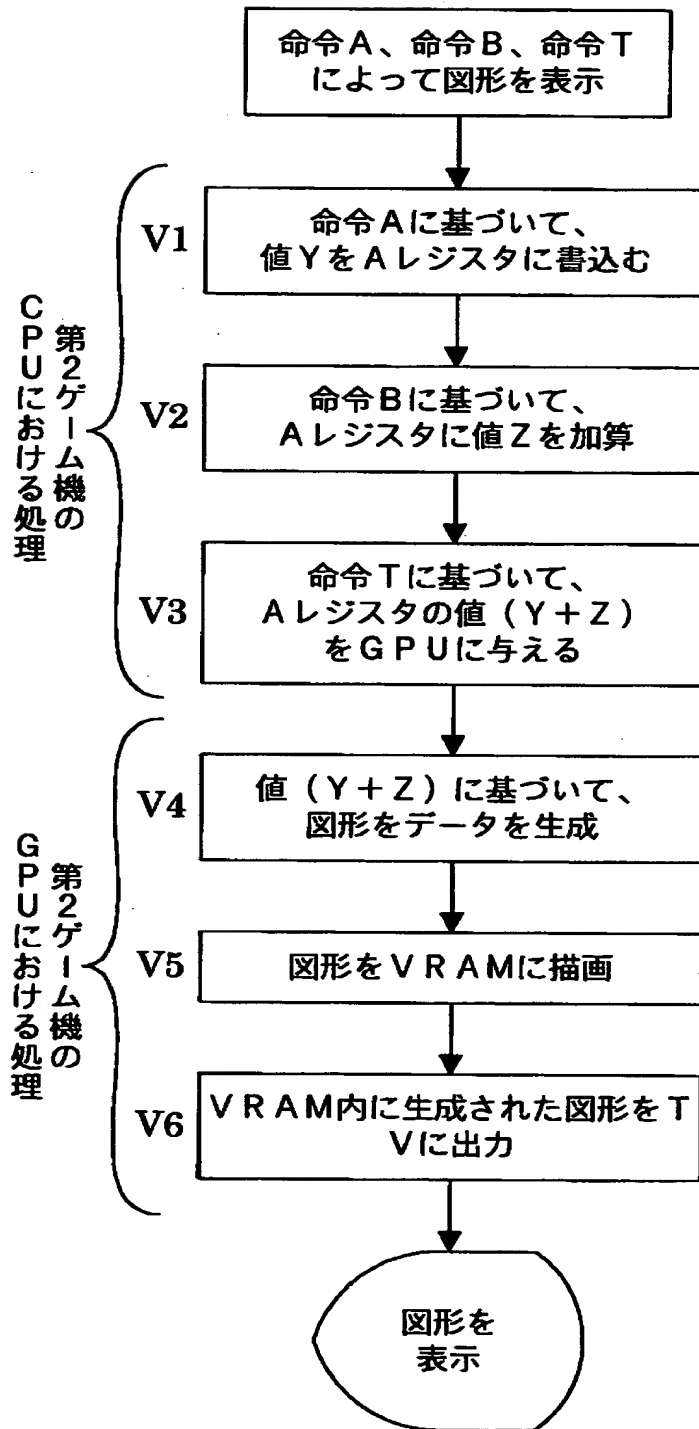 命令A、命令B、命令T
によって図形を表示
第2ゲーム機の
CPUにおける処理
V1
命令Aに基づいて、
値YをAレジスタに書込む
V2
命令Bに基づいて、
Aレジスタに値Zを加算
V3
命令Tに基づいて、
Aレジスタの値（Y＋Z）
をGPUに与える
第2ゲーム機の
GPUにおける処理
V4
値（Y＋Z）に基づいて、
図形をデータを生成
V5
図形をVRAMに描画
V6
VRAM内に生成された図形をT
Vに出力
図形を
表示